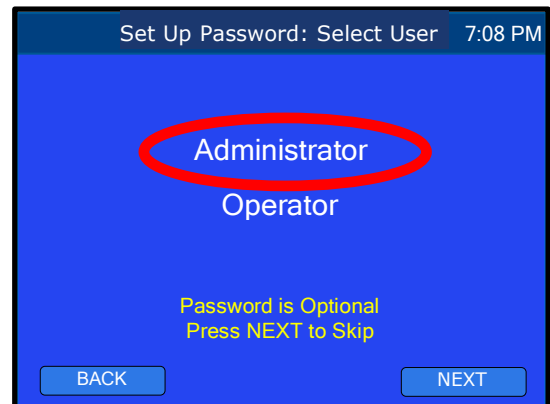 Set Up Password: Select User 7:08 PM
Administrator
Operator
Password is Optional
Press NEXT to Skip
BACK NEXT